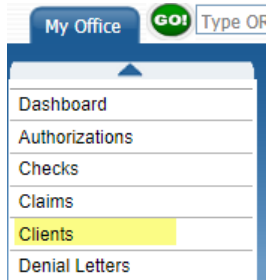 My Office GO! Type OR
Dashboard
Authorizations
Checks
Claims
Clients
Denial Letters